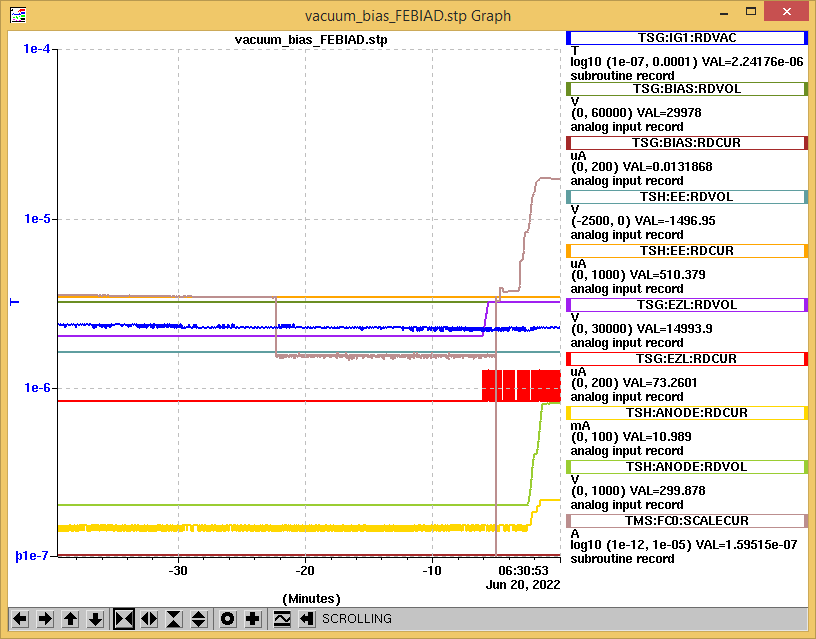 vacuum_bias_FEBIAD.stp Graph
vacuum_bias_FEBIAD.stp
1e-4
1e-5
T
1e-6
1e-7
-30
-20
-10
06:30:53
Jun 20, 2022
(Minutes)
TSG:IG1:RDVAC
T
log10 (1e-07, 0.0001) VAL=2.24176e-06
subroutine record
TSG:BIAS:RDVOL
V
(0, 60000) VAL=29978
analog input record
TSG:BIAS:RDCUR
uA
(0, 200) VAL=0.0131868
analog input record
TSH:EE:RDVOL
V
(-2500, 0) VAL=-1496.95
analog input record
TSH:EE:RDCUR
uA
(0, 1000) VAL=510.379
analog input record
TSG:EZL:RDVOL
V
(0, 30000) VAL=14993.9
analog input record
TSG:EZL:RDCUR
uA
(0, 200) VAL=73.2601
analog input record
TSH:ANODE:RDCUR
mA
(0, 100) VAL=10.989
analog input record
TSH:ANODE:RDVOL
V
(0, 1000) VAL=299.878
analog input record
TMS:FC0:SCALECUR
A
log10 (1e-12, 1e-05) VAL=1.59515e-07
subroutine record
SCROLLING